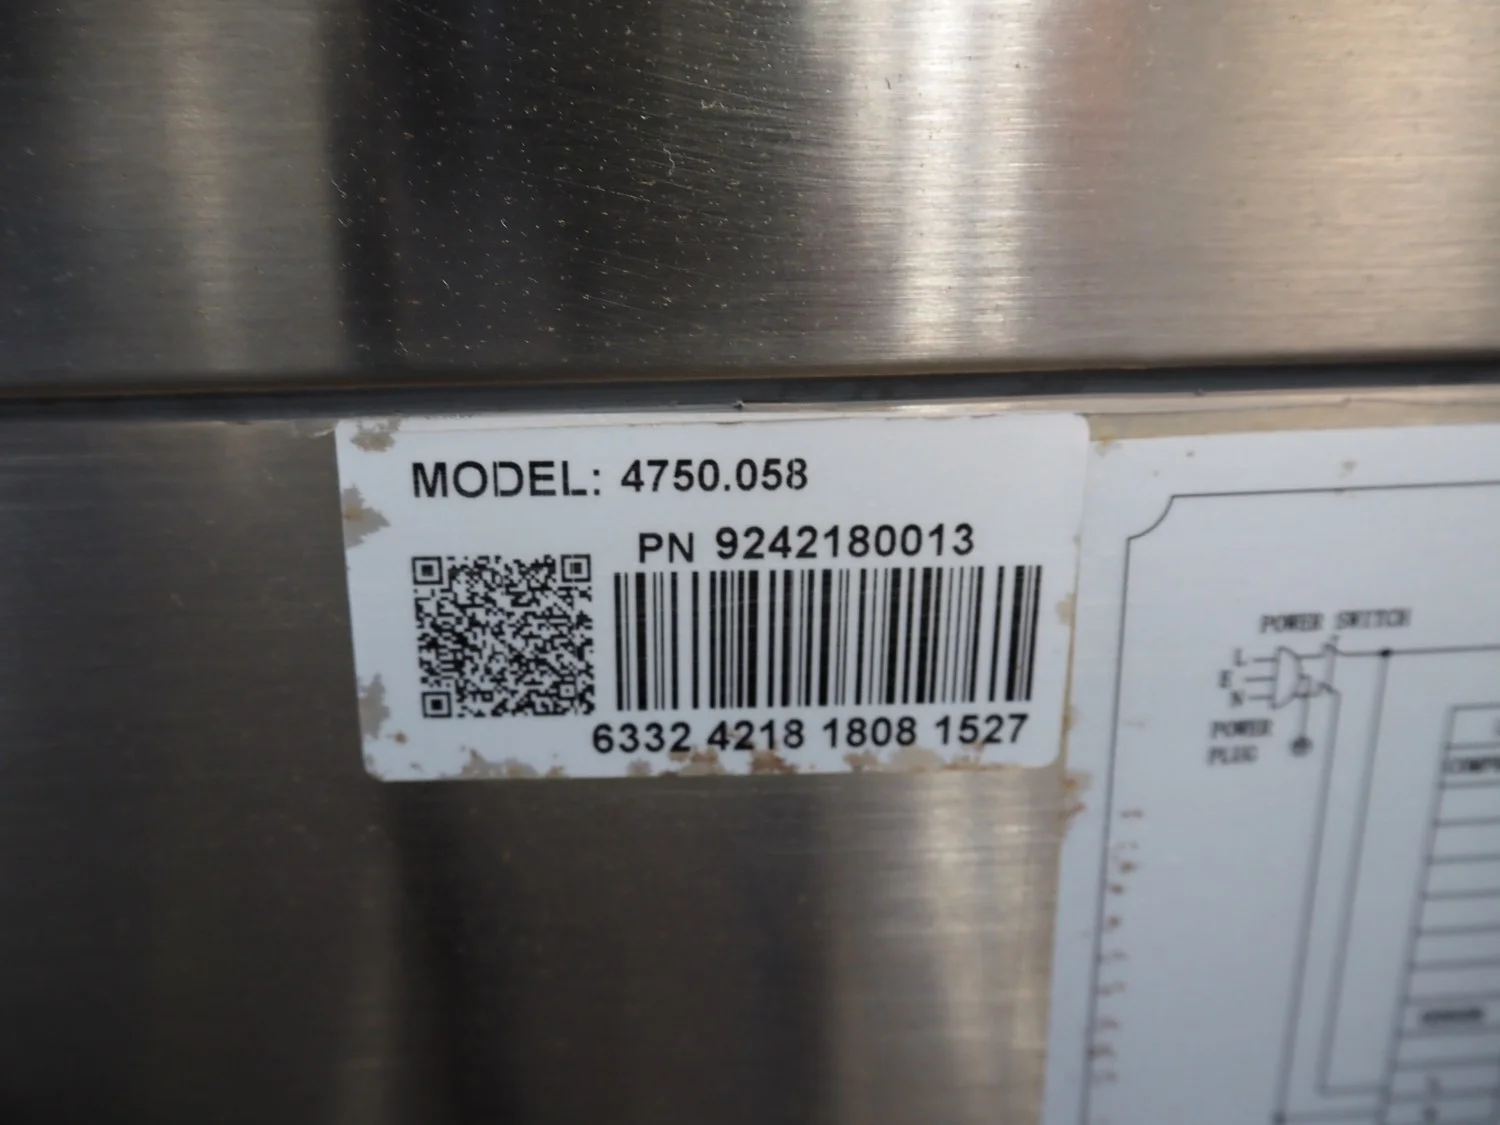 MODEL: 4750.058
PN 9242180013
6332 4218 1808 1527
POWER SWITCH
L
E
N
POWER
PLUG